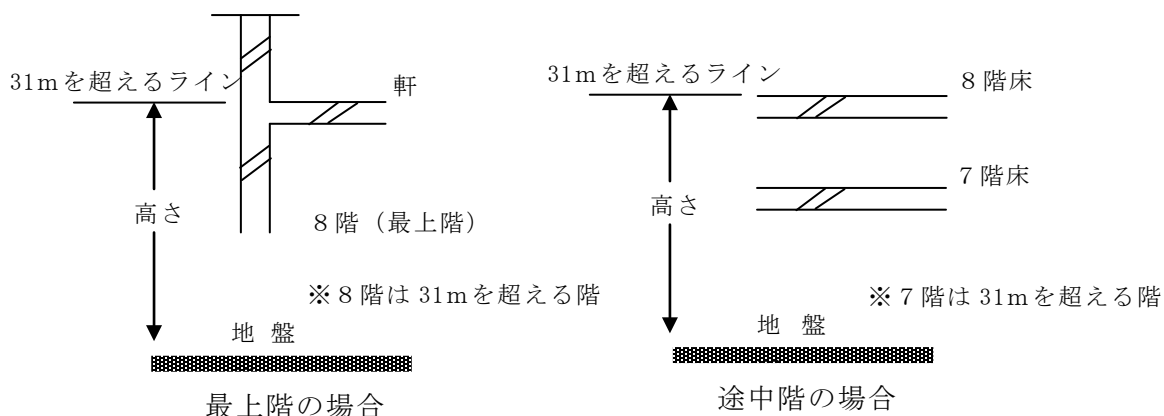 31mを超えるライン
軒
高さ
8階（最上階）
※8階は31mを超える階
地 盤
最上階の場合
31mを超えるライン
8階床
7階床
高さ
※7階は31mを超える階
地 盤
途中階の場合